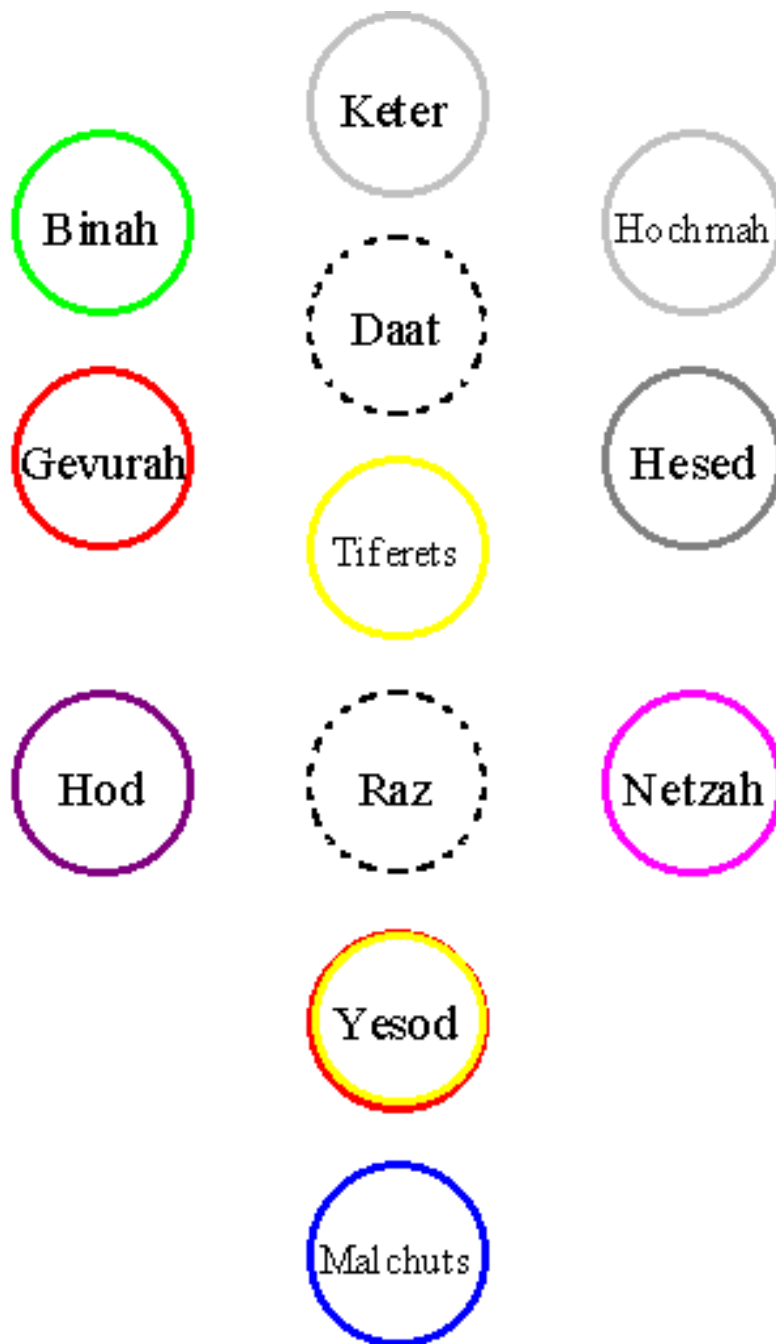 Keter
Binah
Hochmah
Daat
Gevurah
Hesed
Tiferets
Hod
Raz
Netzah
Yesod
Malchuts